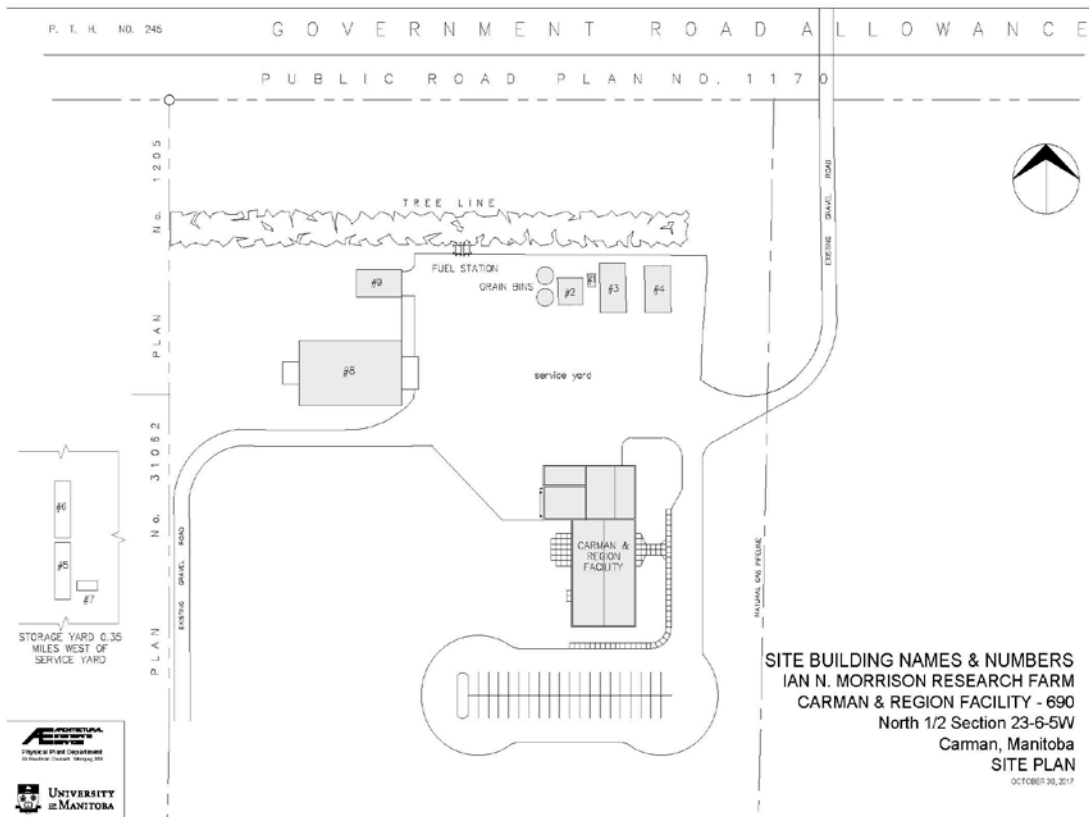 P. T. H. NO. 245
GOVERNMENT ROAD ALLOWANCE
PUBLIC ROAD PLAN NO. 1170
PLAN No. 1205
TREE LINE
EXISTING GRAVEL ROAD
FUEL STATION
GRAIN BINS
#9
#2
#3
#4
#8
service yard
PLAN No. 31062
#6
#5
#7
STORAGE YARD 0.35
MILES WEST OF
SERVICE YARD
EXISTING GRAVEL ROAD
CARMAN &
REGION
FACILITY
NATURAL GAS PIPELINE
SITE BUILDING NAMES & NUMBERS
IAN N. MORRISON RESEARCH FARM
CARMAN & REGION FACILITY - 690
North 1/2 Section 23-6-5W
Carman, Manitoba
SITE PLAN
OCTOBER 30, 2017
Physical Plant Department
UNIVERSITY
OF MANITOBA